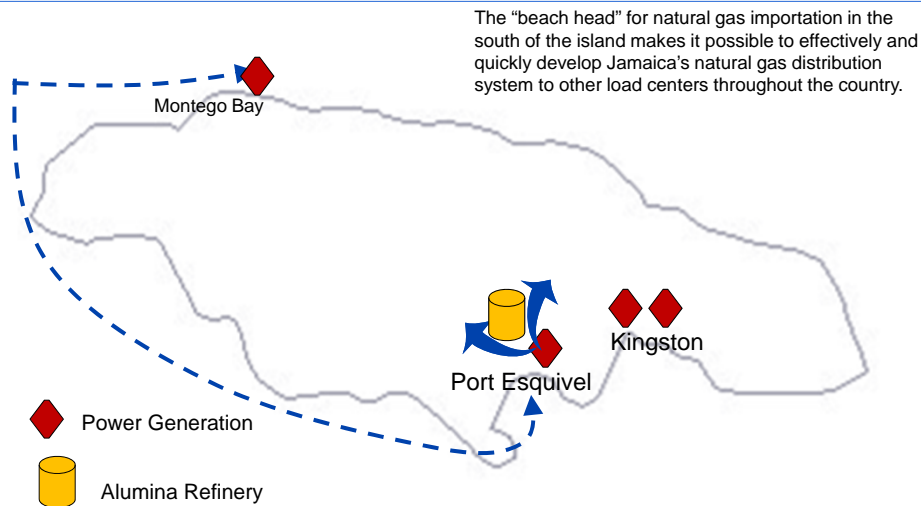 The “beach head” for natural gas importation in the
south of the island makes it possible to effectively and
quickly develop Jamaica’s natural gas distribution
system to other load centers throughout the country.
Montego Bay
Kingston
Port Esquivel
Power Generation
Alumina Refinery